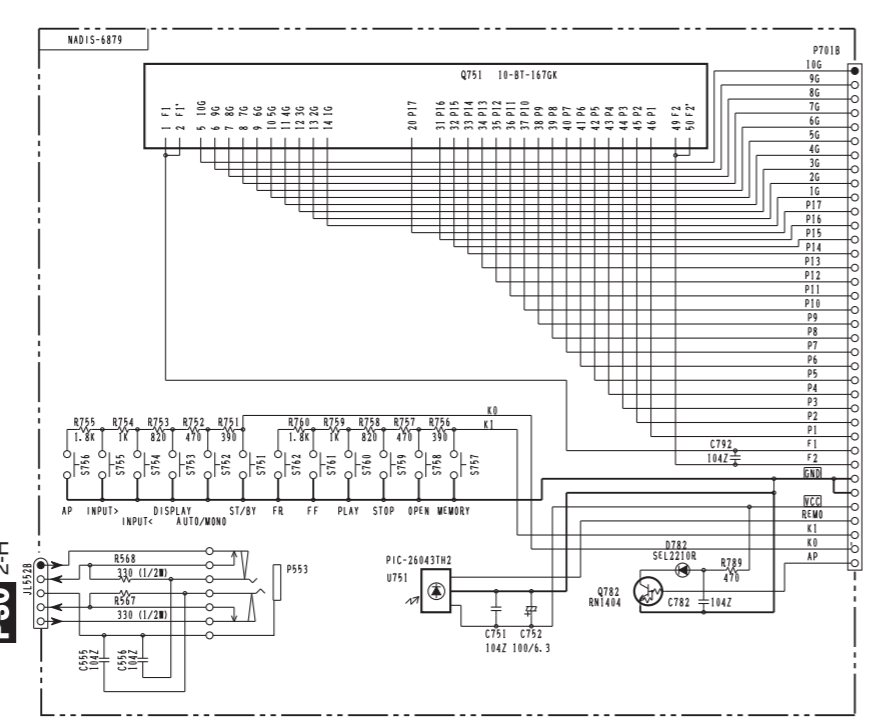 NADIS-6879
P701B
Q751 10-BT-167GK
1 F1
2 F1'
5 10G
6 9G
7 8G
8 7G
9 6G
10 5G
11 4G
12 3G
13 2G
14 1G
20 P17
31 P16
32 P15
33 P14
34 P13
35 P12
36 P11
37 P10
38 P9
39 P8
40 P7
41 P6
42 P5
43 P4
44 P3
45 P2
46 P1
49 F2
50 F2'
10G
9G
8G
7G
6G
5G
4G
3G
2G
1G
P17
P16
P15
P14
P13
P12
P11
P10
P9
P8
P7
P6
P5
P4
P3
P2
P1
F1
F2
GND
VCC
REMO
K1
K0
AP
C792
104Z
K0
K1
R755 R754 R753 R752 R751 R760 R759 R758 R757 R756
1.8K 1K 820 470 390 1.8K 1K 820 470 390
S756 S755 S754 S753 S752 S751 S762 S761 S760 S759 S758 S757
AP INPUT> DISPLAY ST/BY FR FF PLAY STOP OPEN MEMORY
INPUT< AUTO/MONO
JL552B
R568
330 (1/2W)
R567
330 (1/2W)
P553
C555
104Z
C556
104Z
PIC-26043TH2
U751
C751 C752
104Z 100/6.3
D782
SEL2210R
R789
470
Q782
RN1404
C782 104Z